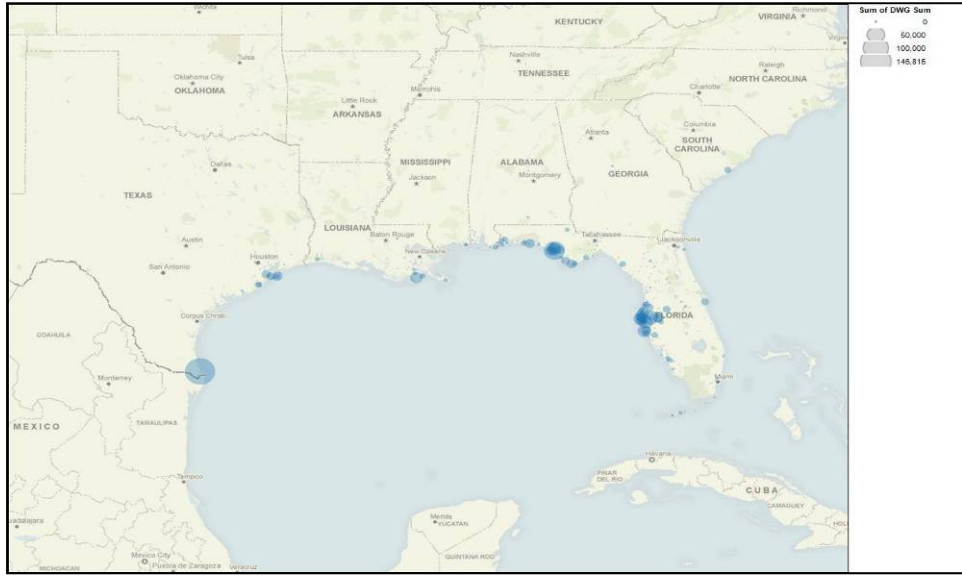 Sum of DWG Sum
0
50,000
100,000
146,815
Wichita
KENTUCKY
VIRGINIA
Richmond
Tulsa
Nashville
Raleigh
Oklahoma City
OKLAHOMA
TENNESSEE
NORTH CAROLINA
Memphis
Charlotte
Little Rock
ARKANSAS
Columbia
SOUTH
CAROLINA
Atlanta
MISSISSIPPI
ALABAMA
GEORGIA
Dallas
Jackson
Montgomery
TEXAS
LOUISIANA
Austin
Baton Rouge
Tallahassee
Jacksonville
Houston
New Orleans
San Antonio
Corpus Christi
FLORIDA
COAHUILA
Monterrey
Miami
MEXICO
TAMAULIPAS
Havana
Tampico
PINAR
DEL RIO
CUBA
CAMAGUEY
Merida
YUCATAN
Mexico City
QUINTANA ROO
Puebla de Zaragoza
Veracruz
MICHOACAN